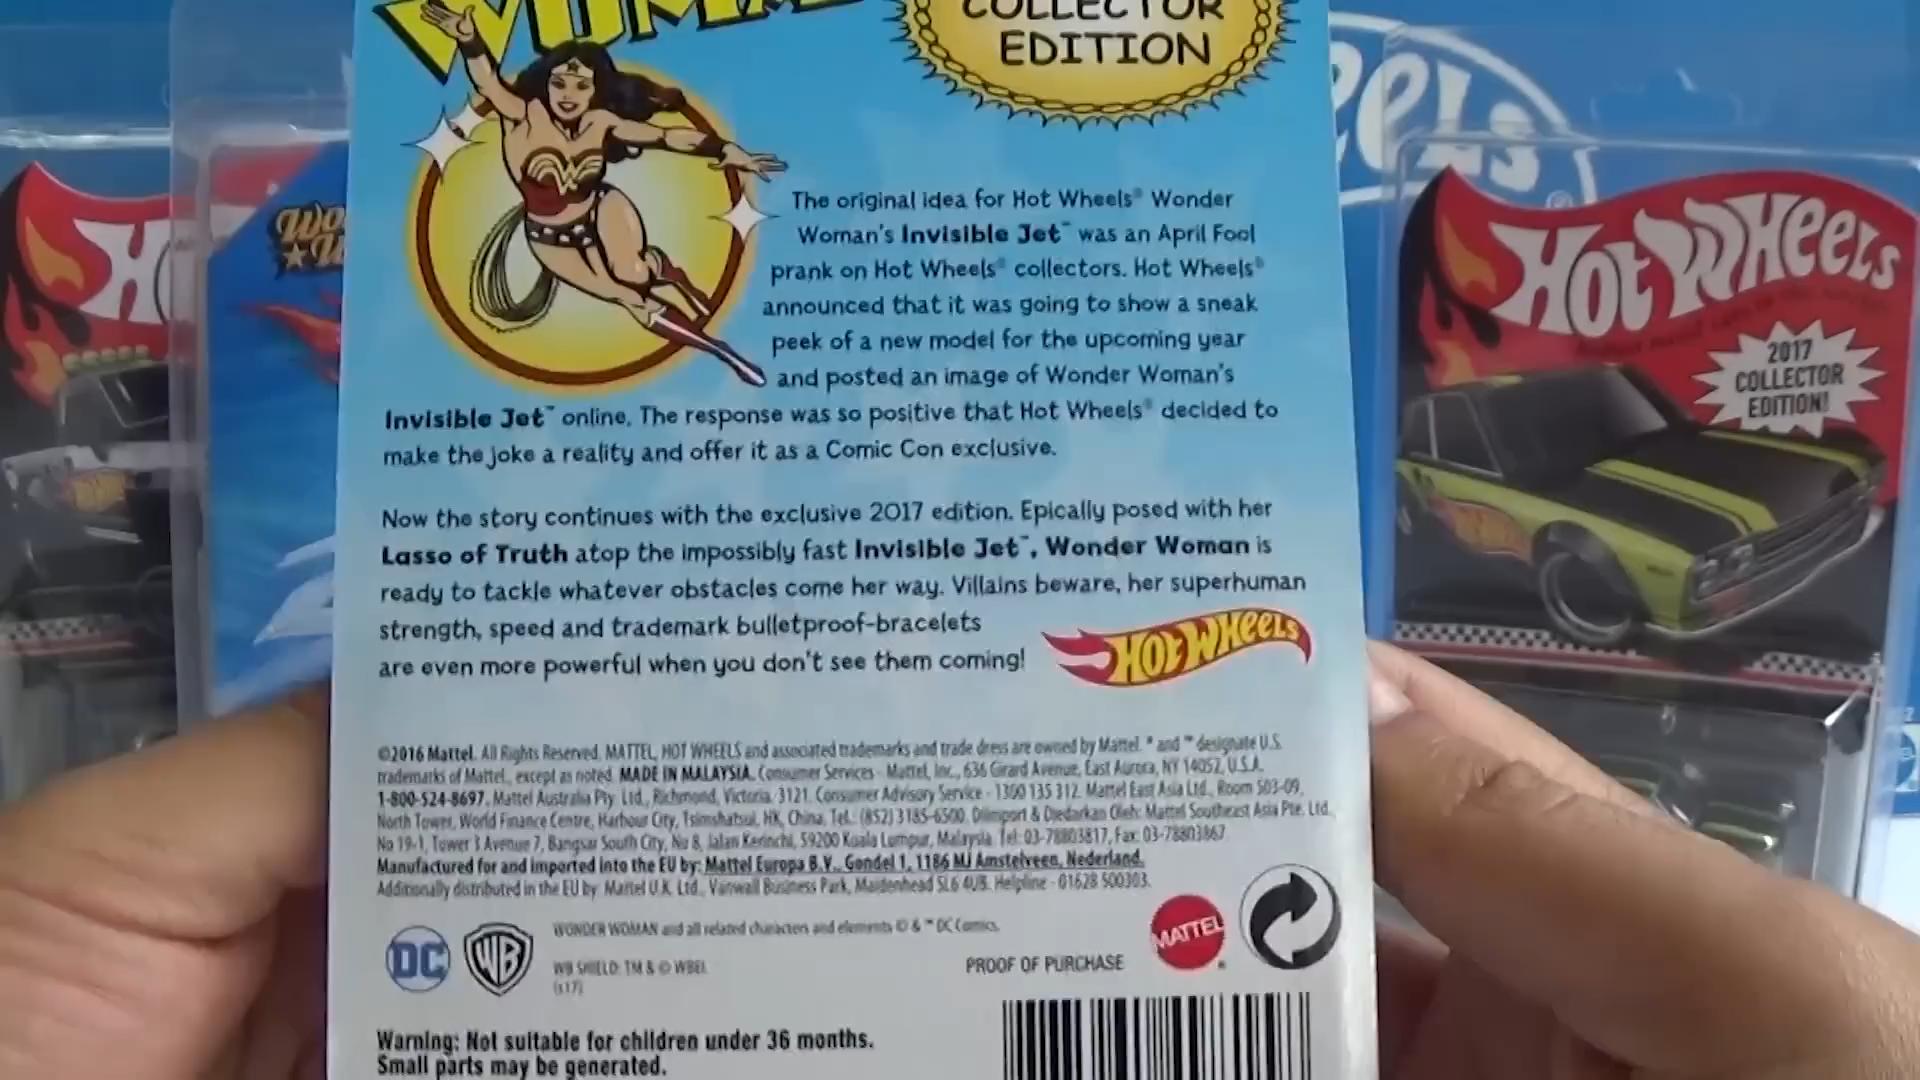 COLLECTOR
EDITION
The original idea for Hot Wheels® Wonder
Woman's Invisible Jet™ was an April Fool
prank on Hot Wheels® collectors. Hot Wheels®
announced that it was going to show a sneak
peek of a new model for the upcoming year
and posted an image of Wonder Woman's
Invisible Jet™ online. The response was so positive that Hot Wheels® decided to
make the joke a reality and offer it as a Comic Con exclusive.
Now the story continues with the exclusive 2017 edition. Epically posed with her
Lasso of Truth atop the impossibly fast Invisible Jet™, Wonder Woman is
ready to tackle whatever obstacles come her way. Villains beware, her superhuman
strength, speed and trademark bulletproof-bracelets
are even more powerful when you don't see them coming!
HOT WHEELS
©2016 Mattel. All Rights Reserved. MATTEL, HOT WHEELS and associated trademarks and trade dress are owned by Mattel. ® and ™ designate U.S.
trademarks of Mattel, except as noted. MADE IN MALAYSIA. Consumer Services - Mattel, Inc., 636 Girard Avenue, East Aurora, NY 14052, U.S.A.
1-800-524-8697. Mattel Australia Pty. Ltd., Richmond, Victoria. 3121. Consumer Advisory Service - 1300 135 312. Mattel East Asia Ltd., Room 503-09,
North Tower, World Finance Centre, Harbour City, Tsimshatsui, HK, China. Tel.: (852) 3185-6500. Diimport & Diedarkan Oleh: Mattel Southeast Asia Pte. Ltd.,
No 19-1, Tower 3 Avenue 7, Bangsar South City, No 8, Jalan Kerinchi, 59200 Kuala Lumpur, Malaysia. Tel: 03-78803817, Fax: 03-78803867.
Manufactured for and imported into the EU by: Mattel Europa B.V., Gondel 1, 1186 MJ Amstelveen, Nederland.
Additionally distributed in the EU by: Mattel U.K. Ltd., Vanwall Business Park, Maidenhead SL6 4UB. Helpline - 01628 500303.
DC
WB
WONDER WOMAN and all related characters and elements © & ™ DC Comics.
WB SHIELD: TM & © WBEI.
(s17)
PROOF OF PURCHASE
MATTEL
Warning: Not suitable for children under 36 months.
Small parts may be generated.
HOT WHEELS
2017
COLLECTOR
EDITION!